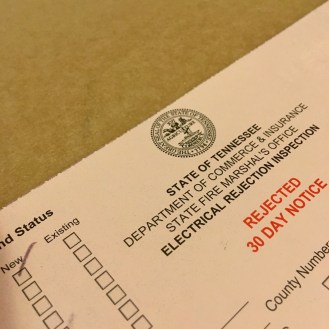 STATE OF TENNESSEE
DEPARTMENT OF COMMERCE & INSURANCE
STATE FIRE MARSHAL'S OFFICE
ELECTRICAL REJECTION INSPECTION
REJECTED
30 DAY NOTICE
Status
New
Existing
County Number